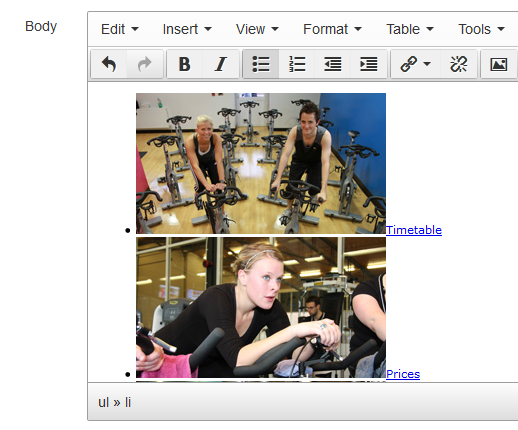 Body
Edit Insert View Format Table Tools
B I
Timetable
Prices
ul » li